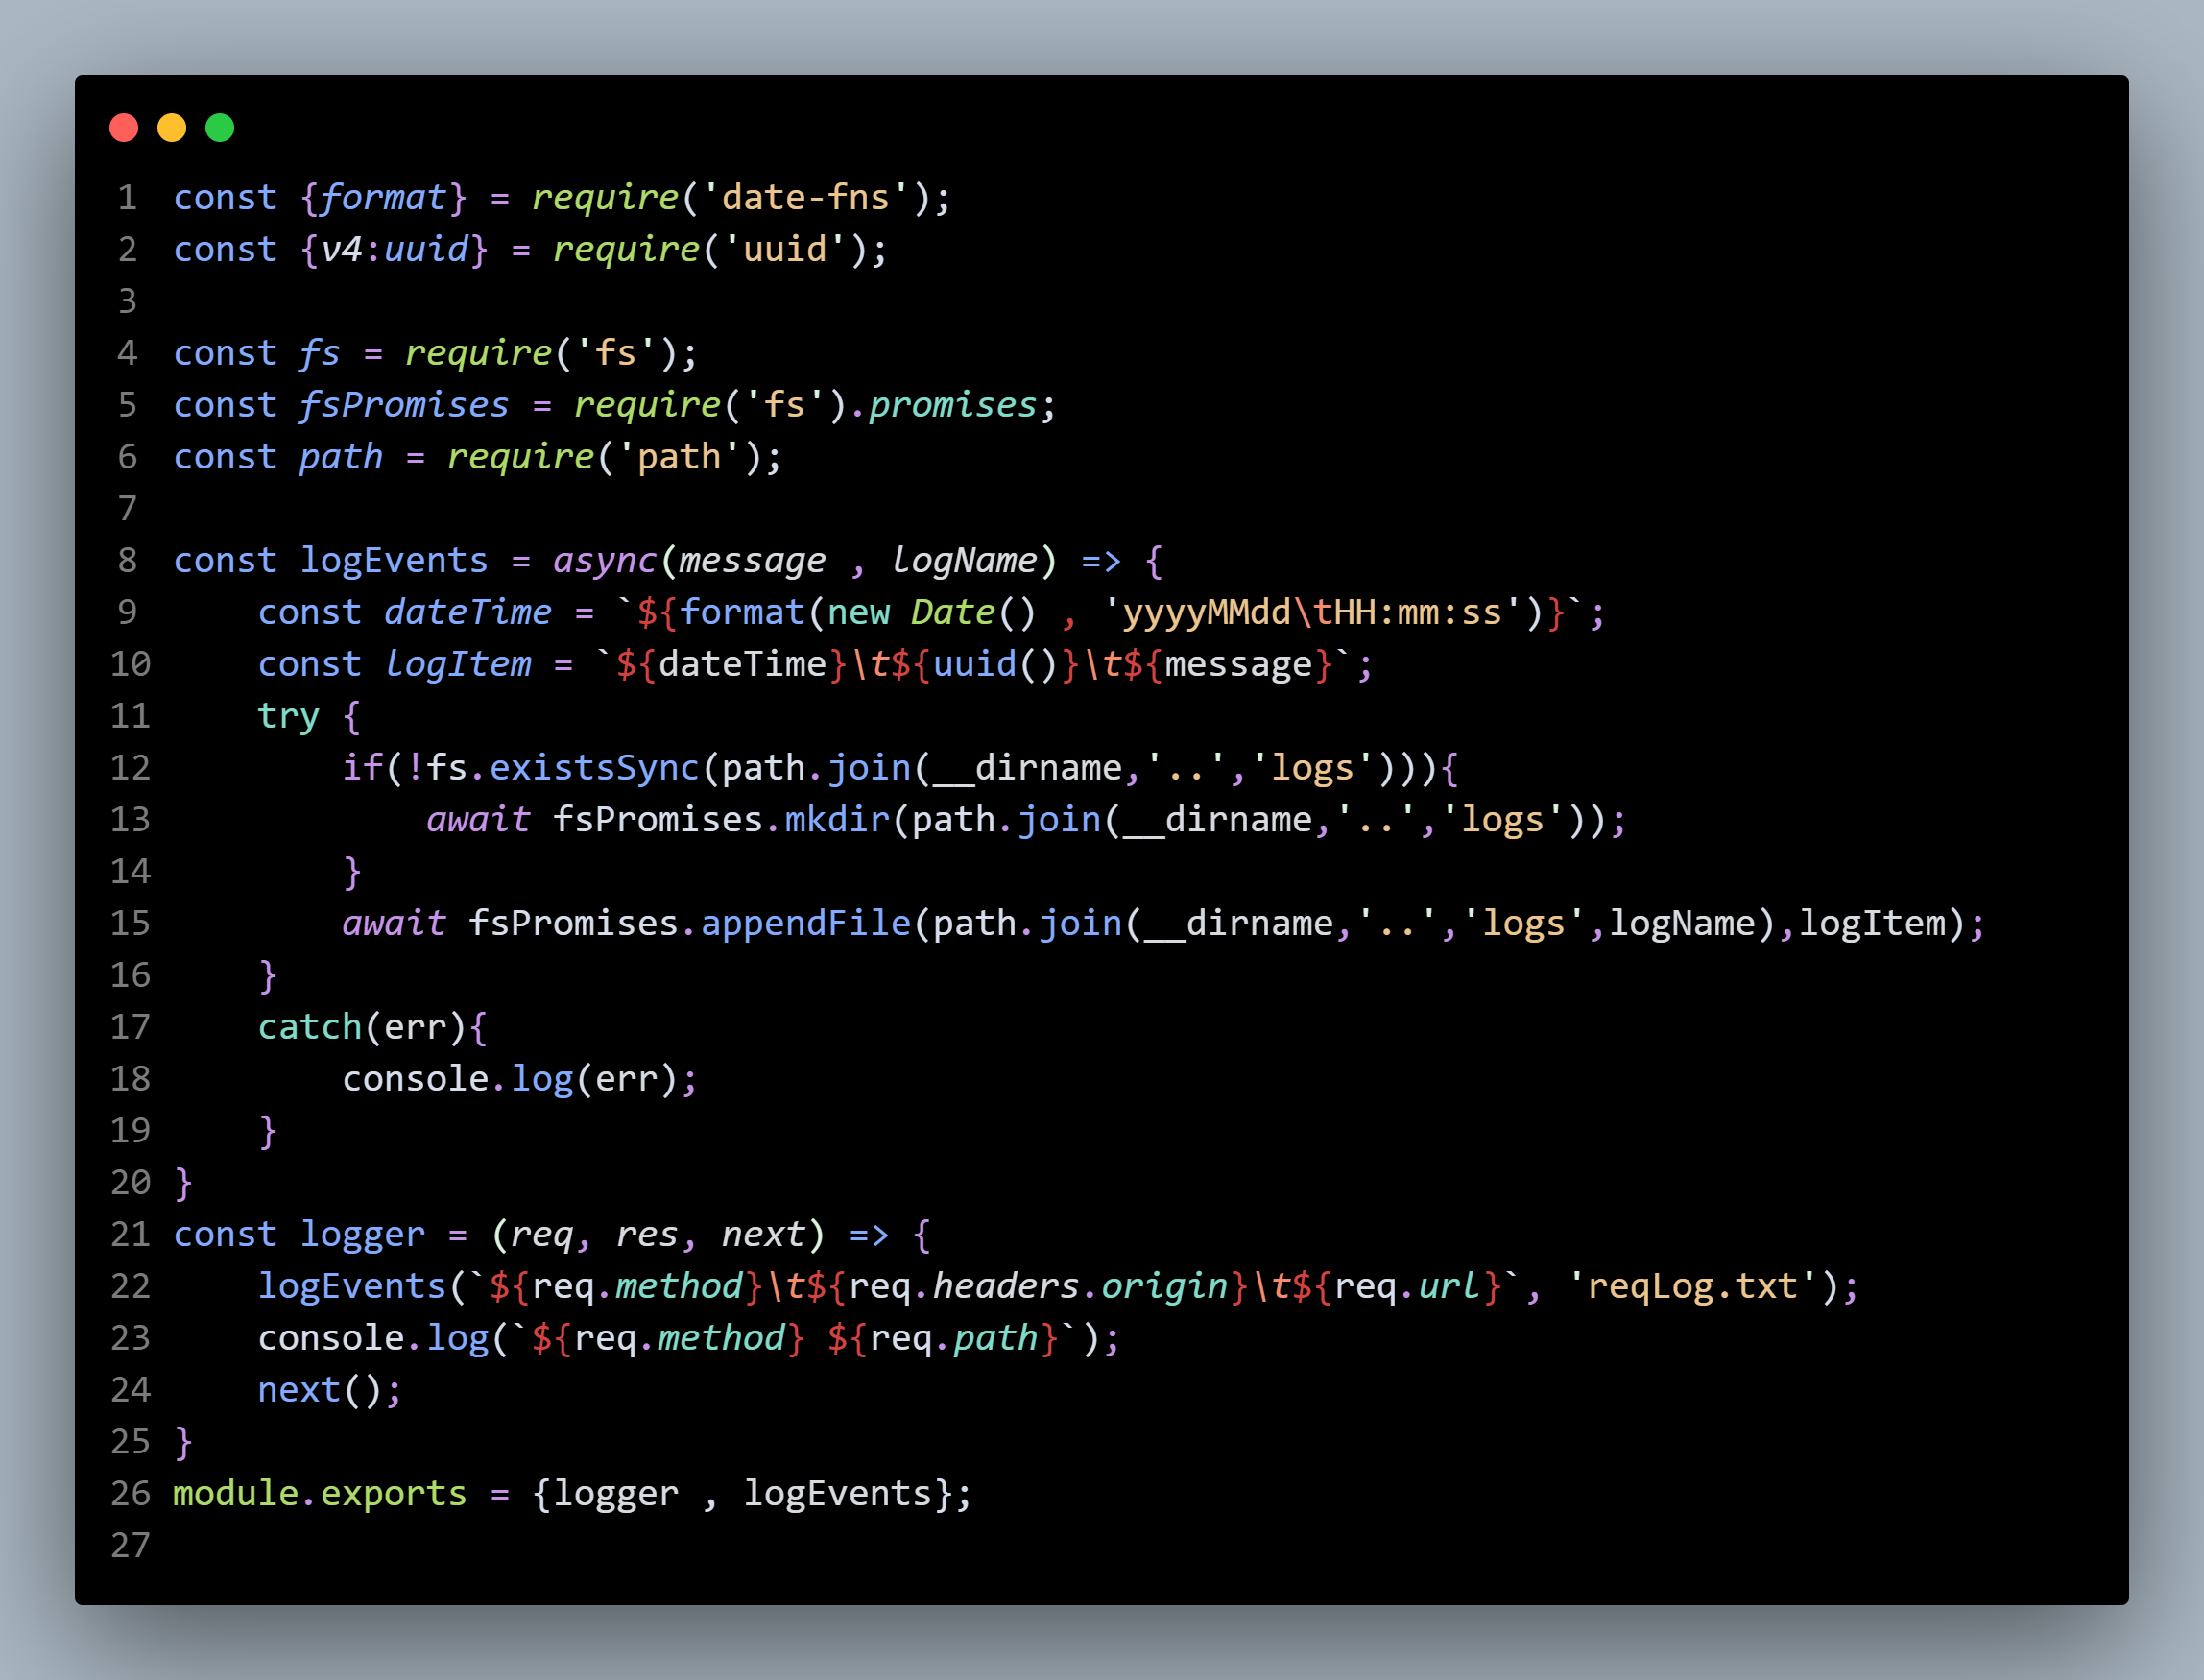 1 const {format} = require('date-fns');
2 const {v4:uuid} = require('uuid');
3
4 const fs = require('fs');
5 const fsPromises = require('fs').promises;
6 const path = require('path');
7
8 const logEvents = async(message , logName) => {
9     const dateTime = `${format(new Date() , 'yyyyMMdd\tHH:mm:ss')}`;
10     const logItem = `${dateTime}\t${uuid()}\t${message}`;
11     try {
12         if(!fs.existsSync(path.join(__dirname,'..','logs'))){
13             await fsPromises.mkdir(path.join(__dirname,'..','logs'));
14         }
15         await fsPromises.appendFile(path.join(__dirname,'..','logs',logName),logItem);
16     }
17     catch(err){
18         console.log(err);
19     }
20 }
21 const logger = (req, res, next) => {
22     logEvents(`${req.method}\t${req.headers.origin}\t${req.url}`, 'reqLog.txt');
23     console.log(`${req.method} ${req.path}`);
24     next();
25 }
26 module.exports = {logger , logEvents};
27